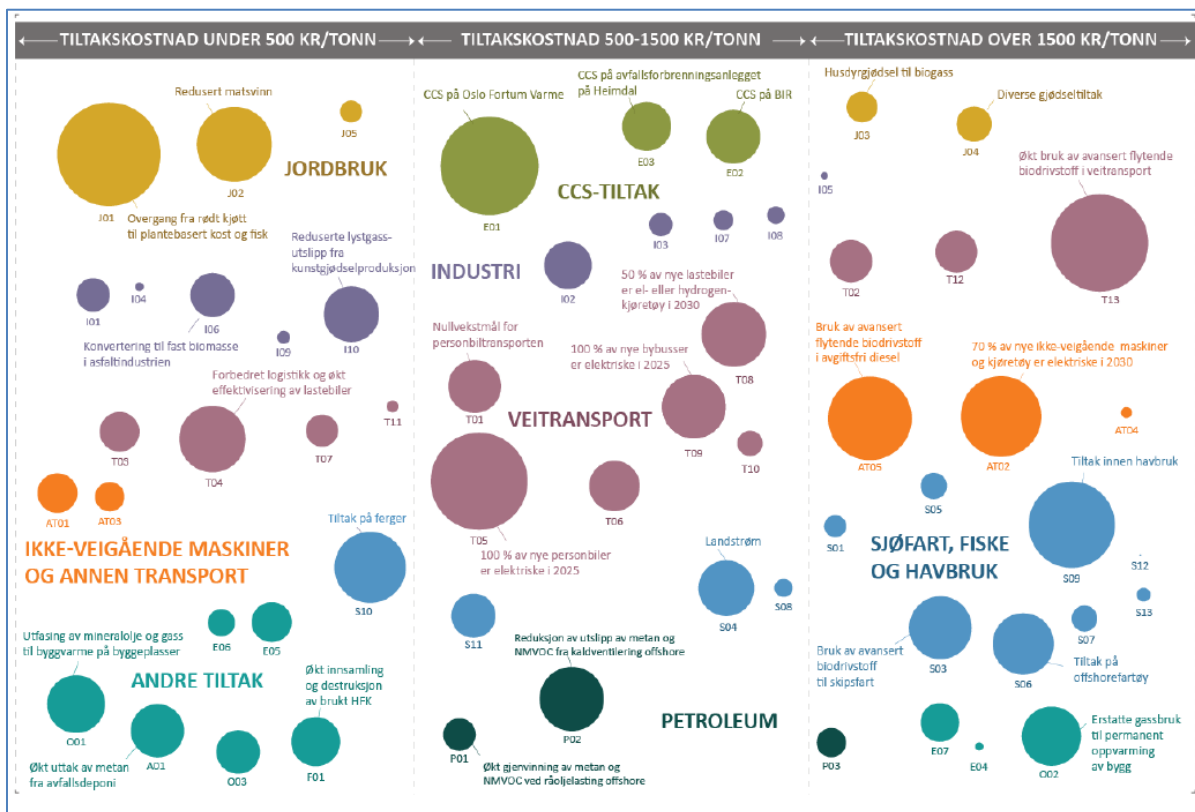 TILTAKSKOSTNAD UNDER 500 KR/TONN
TILTAKSKOSTNAD 500-1500 KR/TONN
TILTAKSKOSTNAD OVER 1500 KR/TONN
Redusert matsvinn
J05
J02
JORDBRUK
J01
Overgang fra rødt kjøtt
til plantebasert kost og fisk
Reduserte lystgass-
utslipp fra
kunstgjødselproduksjon
I01
I04
I06
I09
I10
Konvertering til fast biomasse
i asfaltindustrien
Forbedret logistikk og økt
effektivisering av lastebiler
T03
T04
T07
T11
AT01
AT03
IKKE-VEIGÅENDE MASKINER
OG ANNEN TRANSPORT
Tiltak på ferger
S10
E06
E05
Utfasing av mineralolje og gass
til byggvarme på byggeplasser
ANDRE TILTAK
Økt innsamling
og destruksjon
av brukt HFK
O01
A01
O03
F01
Økt uttak av metan
fra avfallsdeponi
CCS på Oslo Fortum Varme
CCS på avfallsforbrenningsanlegget
på Heimdal
CCS på BIR
E03
E02
CCS-TILTAK
E01
I03
I07
I08
INDUSTRI
I02
50 % av nye lastebiler
er el- eller hydrogen-
kjøretøy i 2030
Nullvekstmål for
personbiltransporten
100 % av nye bybusser
er elektriske i 2025
T08
T01
VEITRANSPORT
T09
T10
T05
T06
100 % av nye personbiler
er elektriske i 2025
Landstrøm
S11
S04
S08
Reduksjon av utslipp av metan og
NMVOC fra kaldventilering offshore
PETROLEUM
P01
P02
Økt gjenvinning av metan og
NMVOC ved råoljelasting offshore
Husdyrgjødsel til biogass
Diverse gjødseltiltak
J03
J04
Økt bruk av avansert flytende
biodrivstoff i veitransport
I05
T02
T12
T13
Bruk av avansert
flytende biodrivstoff
i avgiftsfri diesel
70 % av nye ikke-veigående maskiner
og kjøretøy er elektriske i 2030
AT05
AT02
AT04
Tiltak innen havbruk
S05
S01
SJØFART, FISKE
OG HAVBRUK
S09
S12
S13
S07
Bruk av avansert
biodrivstoff
til skipsfart
S03
S06
Tiltak på
offshorefartøy
P03
E07
E04
O02
Erstatte gassbruk
til permanent
oppvarming
av bygg